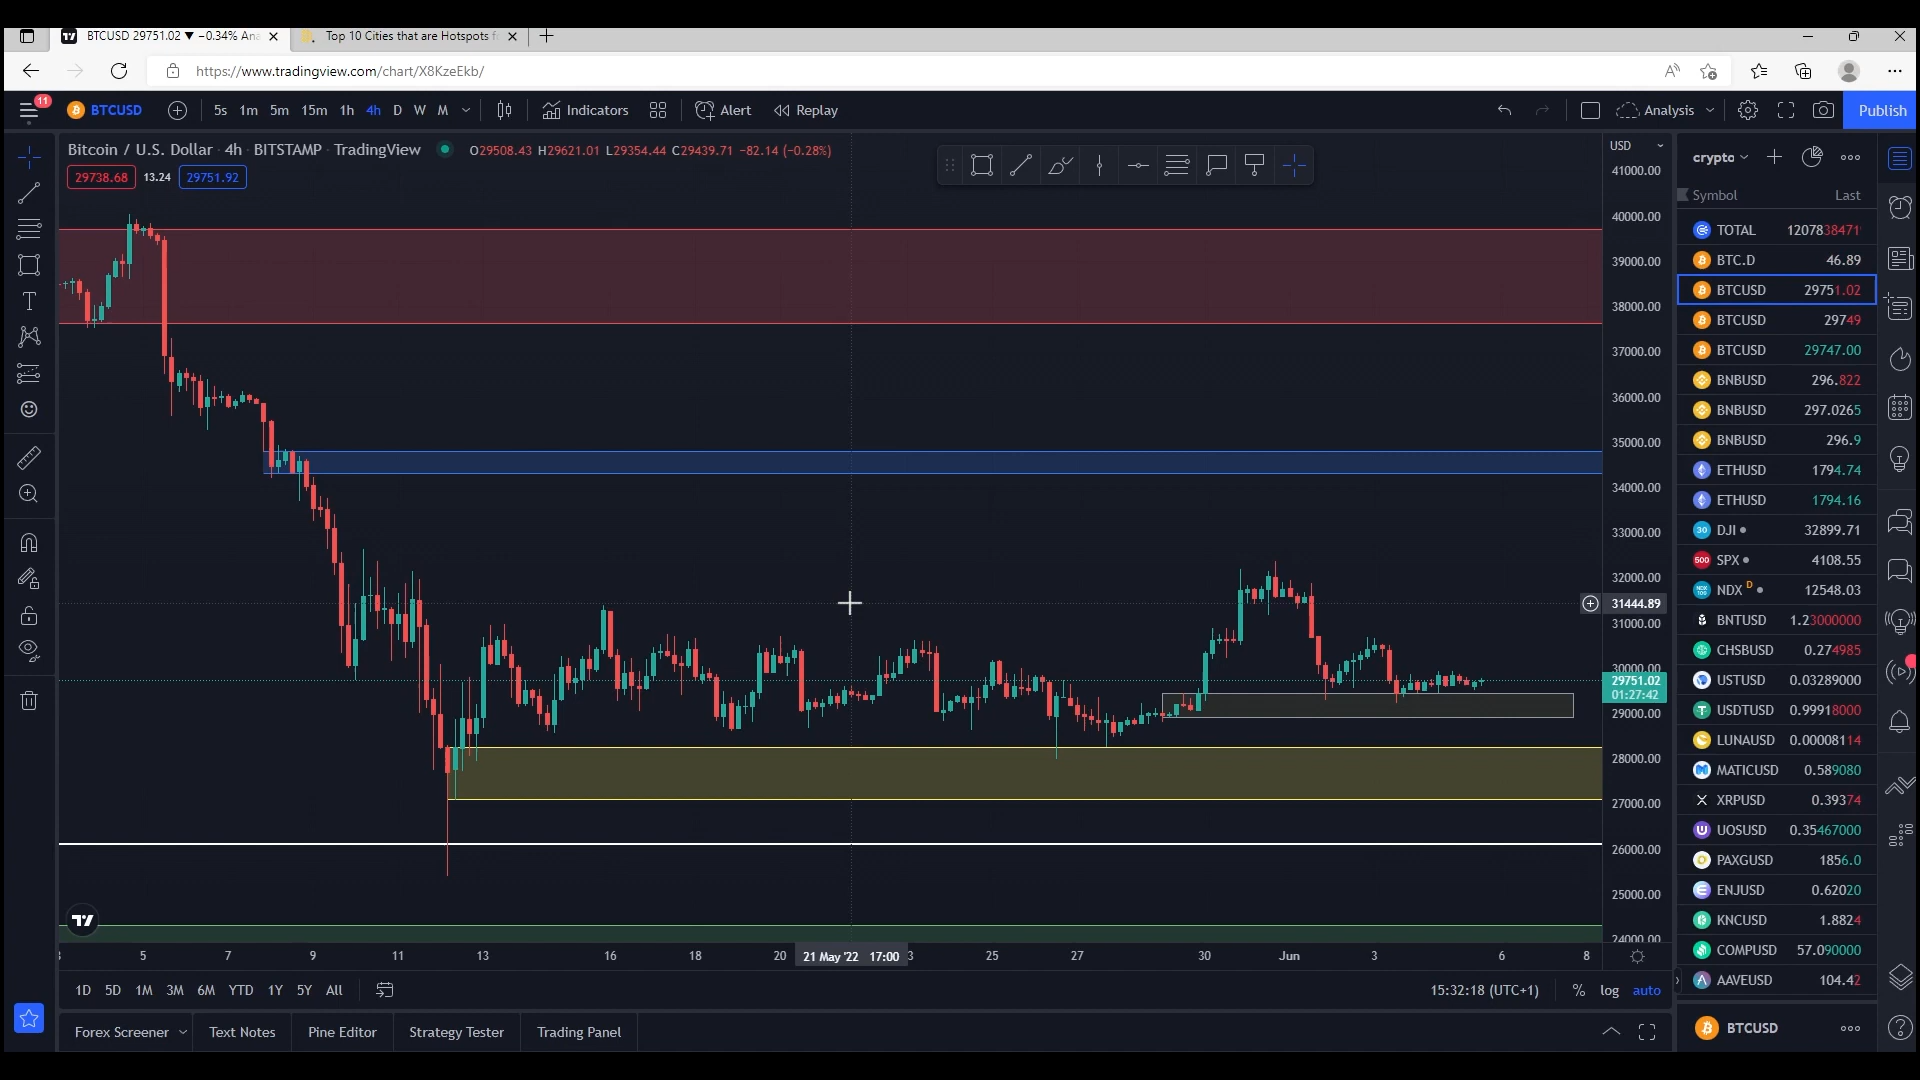 BTCUSD 29751.02 ▼ −0.34% Ana
Top 10 Cities that are Hotspots f
https://www.tradingview.com/chart/X8KzeEkb/
11
BTCUSD 5s 1m 5m 15m 1h 4h D W M Indicators Alert Replay Analysis Publish
Bitcoin / U.S. Dollar · 4h · BITSTAMP · TradingView O29508.43 H29621.01 L29354.44 C29439.71 −82.14 (−0.28%)
29738.68 13.24 29751.92
USD
41000.00
40000.00
39000.00
38000.00
37000.00
36000.00
35000.00
34000.00
33000.00
32000.00
31444.89
31000.00
30000.00
29751.02
01:27:42
29000.00
28000.00
27000.00
26000.00
25000.00
24000.00
5 7 9 11 13 16 18 20 21 May '22 17:00 3 25 27 30 Jun 3 6 8
1D 5D 1M 3M 6M YTD 1Y 5Y All 15:32:18 (UTC+1) % log auto
Forex Screener Text Notes Pine Editor Strategy Tester Trading Panel
crypto
Symbol Last
TOTAL 1207838471
BTC.D 46.89
BTCUSD 29751.02
BTCUSD 29749
BTCUSD 29747.00
BNBUSD 296.822
BNBUSD 297.0265
BNBUSD 296.9
ETHUSD 1794.74
ETHUSD 1794.16
30 DJI 32899.71
500 SPX 4108.55
NDX D 12548.03
BNTUSD 1.23000000
CHSBUSD 0.274985
USTUSD 0.03289000
USDTUSD 0.99918000
LUNAUSD 0.00008114
MATICUSD 0.589080
XRPUSD 0.39374
UOSUSD 0.35467000
PAXGUSD 1856.0
ENJUSD 0.62020
KNCUSD 1.8824
COMPUSD 57.090000
AAVEUSD 104.42
BTCUSD